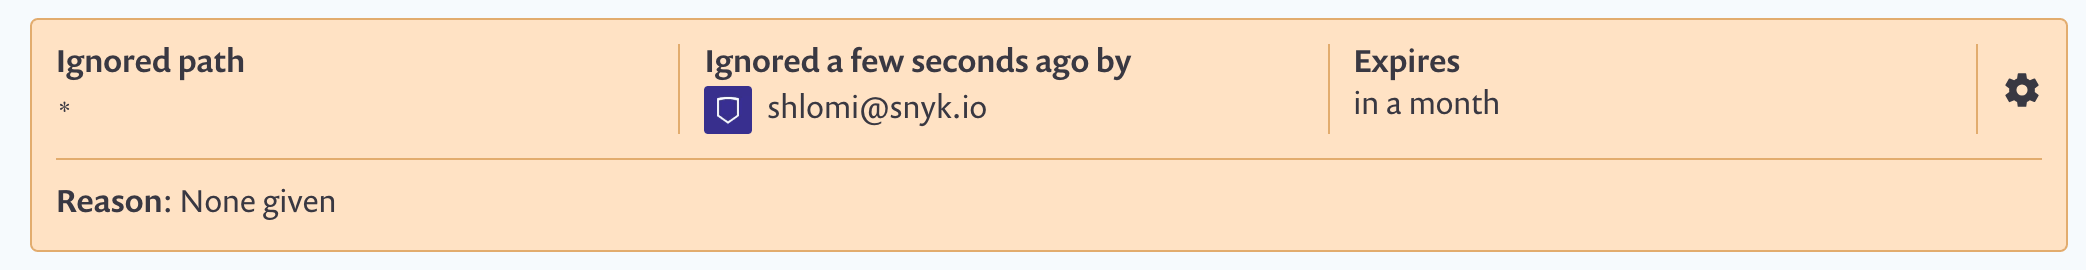 Ignored path
*
Ignored a few seconds ago by
shlomi@snyk.io
Expires
in a month
Reason: None given